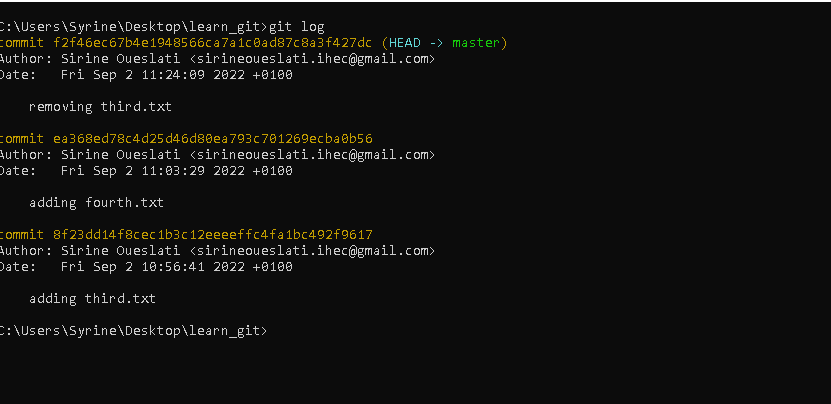 C:\Users\Syrine\Desktop\learn_git>git log
commit f2f46ec67b4e1948566ca7a1c0ad87c8a3f427dc (HEAD -> master)
Author: Sirine Oueslati <sirineoueslati.ihec@gmail.com>
Date:   Fri Sep 2 11:24:09 2022 +0100
removing third.txt
commit ea368ed78c4d25d46d80ea793c701269ecba0b56
Author: Sirine Oueslati <sirineoueslati.ihec@gmail.com>
Date:   Fri Sep 2 11:03:29 2022 +0100
adding fourth.txt
commit 8f23dd14f8cec1b3c12eeeeffc4fa1bc492f9617
Author: Sirine Oueslati <sirineoueslati.ihec@gmail.com>
Date:   Fri Sep 2 10:56:41 2022 +0100
adding third.txt
C:\Users\Syrine\Desktop\learn_git>